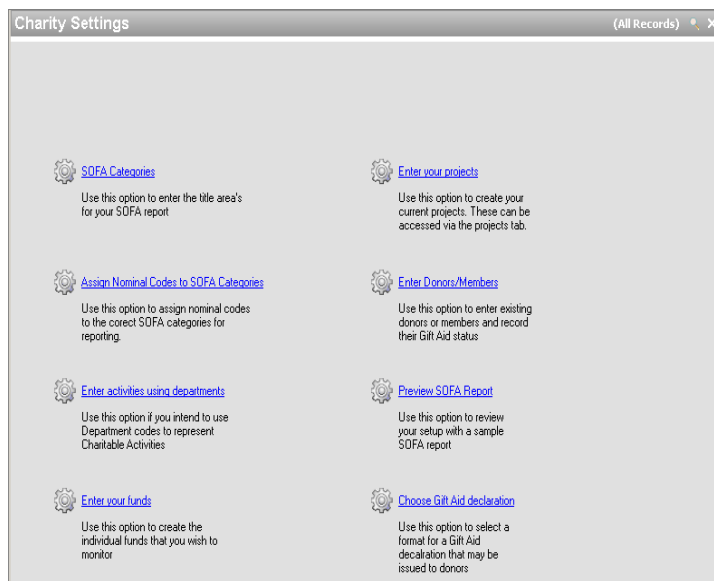 Charity Settings
(All Records)
SOFA Categories
Use this option to enter the title area's
for your SOFA report
Enter your projects
Use this option to create your
current projects. These can be
accessed via the projects tab.
Assign Nominal Codes to SOFA Categories
Use this option to assign nominal codes
to the corect SOFA categories for
reporting.
Enter Donors/Members
Use this option to enter existing
donors or members and record
their Gift Aid status
Enter activities using departments
Use this option if you intend to use
Department codes to represent
Charitable Activities
Preview SOFA Report
Use this option to review
your setup with a sample
SOFA report
Enter your funds
Use this option to create the
individual funds that you wish to
monitor
Choose Gift Aid declaration
Use this option to select a
format for a Gift Aid
decalration that may be
issued to donors